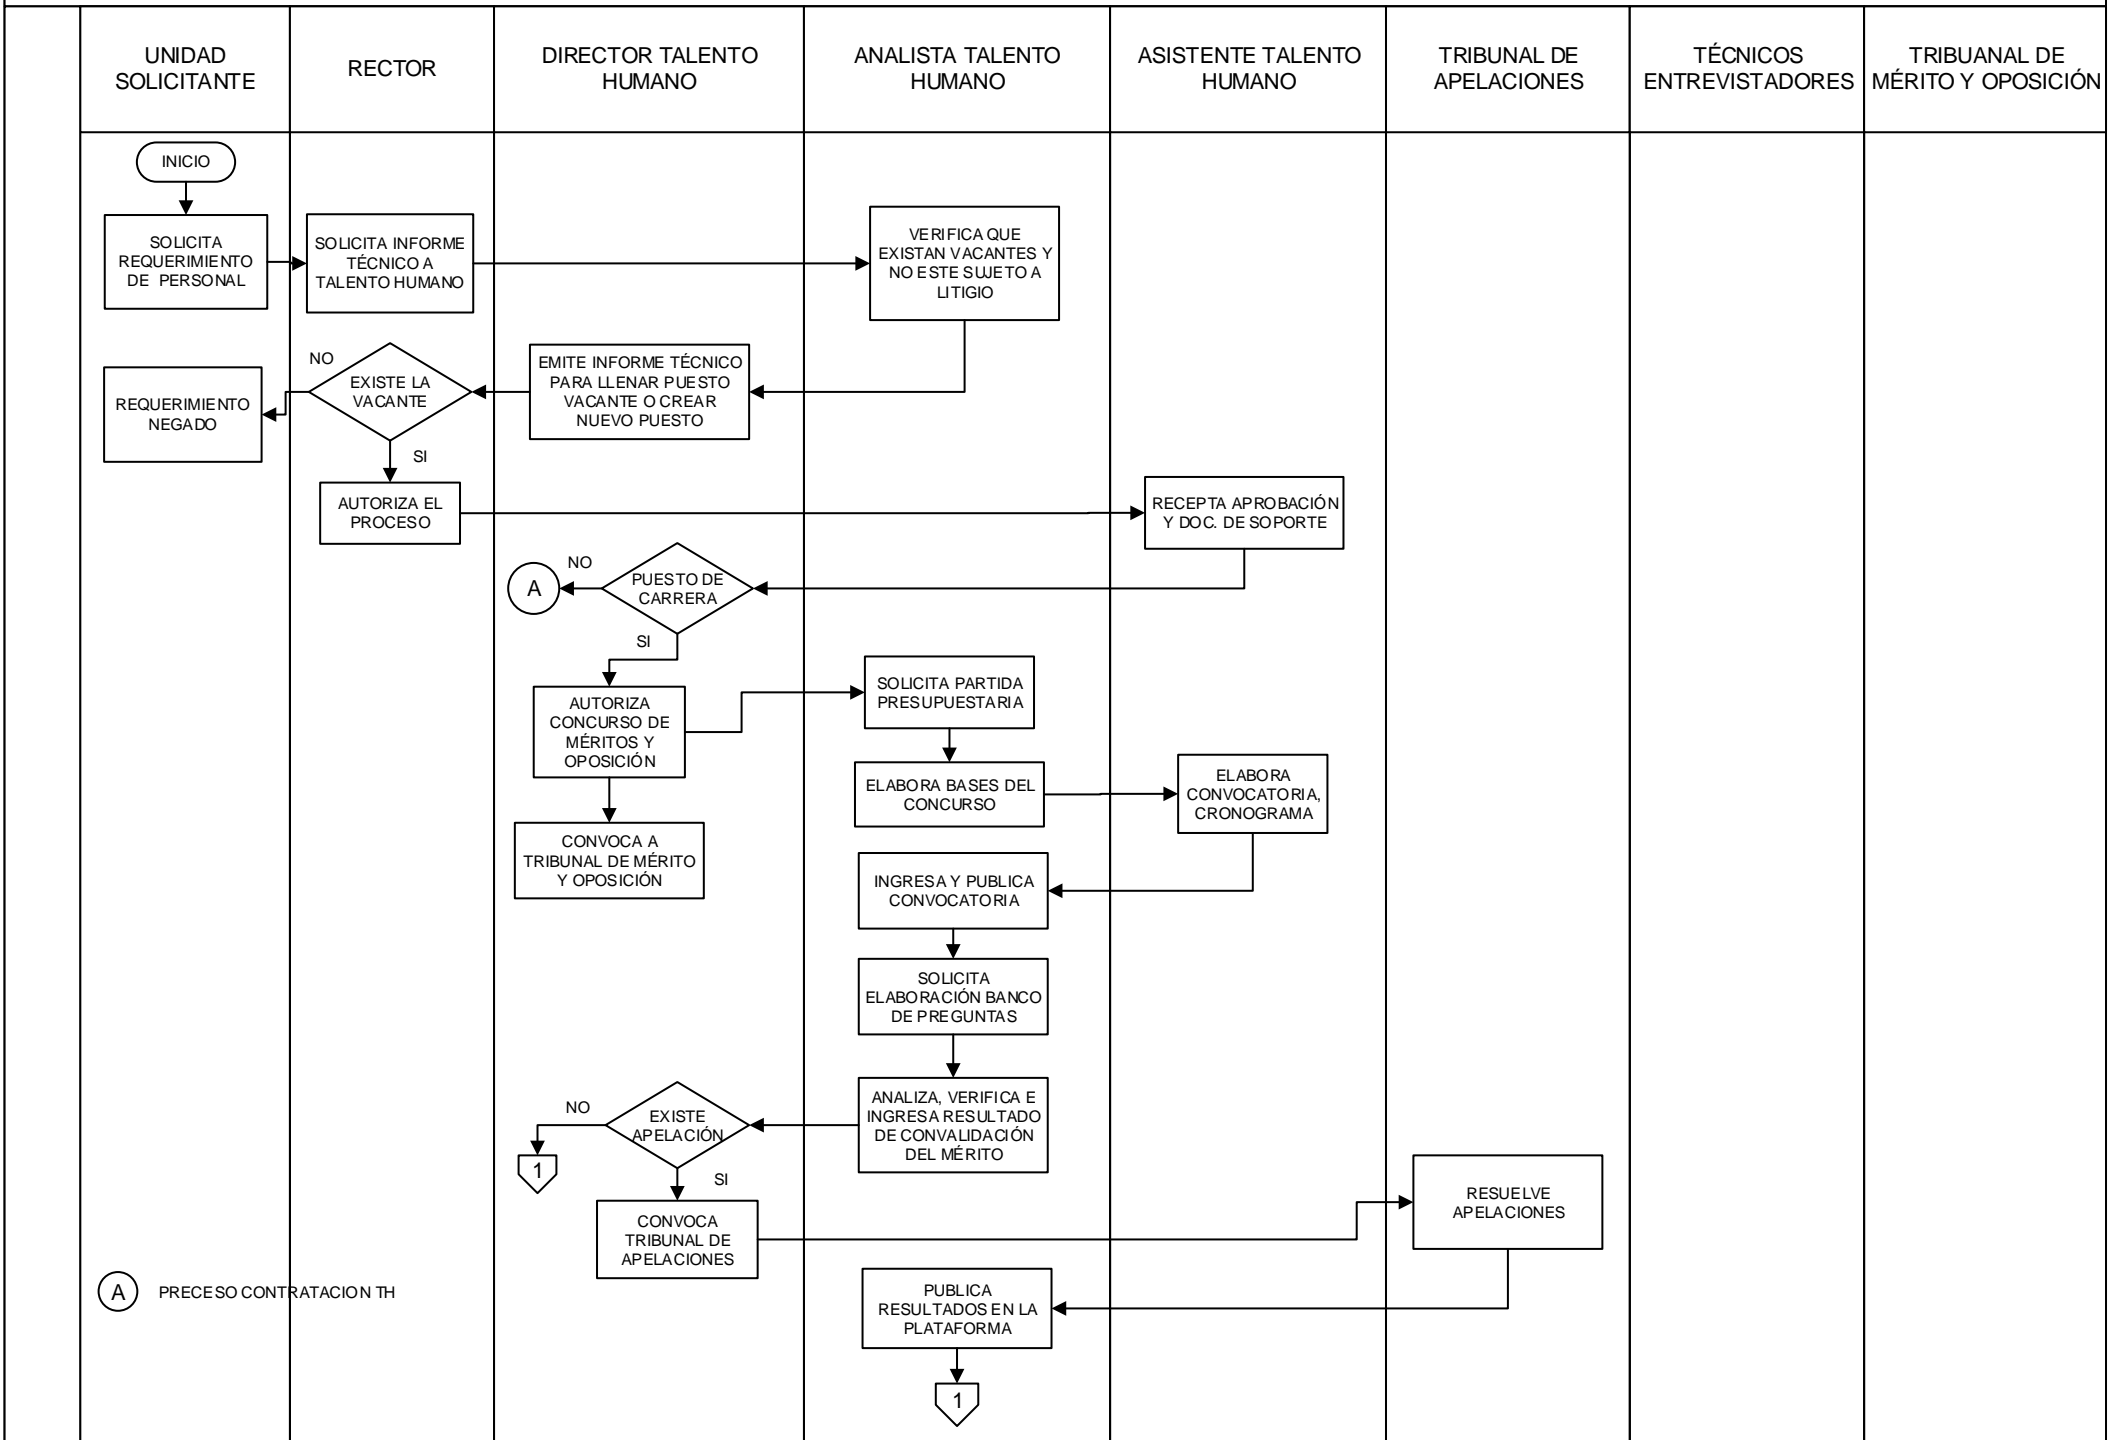 UNIDAD
SOLICITANTE
RECTOR
DIRECTOR TALENTO
HUMANO
ANALISTA TALENTO
HUMANO
ASISTENTE TALENTO
HUMANO
TRIBUNAL DE
APELACIONES
TÉCNICOS
ENTREVISTADORES
TRIBUANAL DE
MÉRITO Y OPOSICIÓN
INICIO
SOLICITA
REQUERIMIENTO
DE PERSONAL
SOLICITA INFORME
TÉCNICO A
TALENTO HUMANO
VERIFICA QUE
EXISTAN VACANTES Y
NO ESTE SUJETO A
LITIGIO
EMITE INFORME TÉCNICO
PARA LLENAR PUESTO
VACANTE O CREAR
NUEVO PUESTO
NO
EXISTE LA
VACANTE
REQUERIMIENTO
NEGADO
SI
AUTORIZA EL
PROCESO
RECEPTA APROBACIÓN
Y DOC. DE SOPORTE
NO
PUESTO DE
CARRERA
A
SI
AUTORIZA
CONCURSO DE
MÉRITOS Y
OPOSICIÓN
SOLICITA PARTIDA
PRESUPUESTARIA
ELABORA BASES DEL
CONCURSO
ELABORA
CONVOCATORIA,
CRONOGRAMA
CONVOCA A
TRIBUNAL DE MÉRITO
Y OPOSICIÓN
INGRESA Y PUBLICA
CONVOCATORIA
SOLICITA
ELABORACIÓN BANCO
DE PREGUNTAS
ANALIZA, VERIFICA E
INGRESA RESULTADO
DE CONVALIDACIÓN
DEL MÉRITO
NO
EXISTE
APELACIÓN
1
SI
CONVOCA
TRIBUNAL DE
APELACIONES
RESUELVE
APELACIONES
PUBLICA
RESULTADOS EN LA
PLATAFORMA
1
A PRECESO CONTRATACION TH